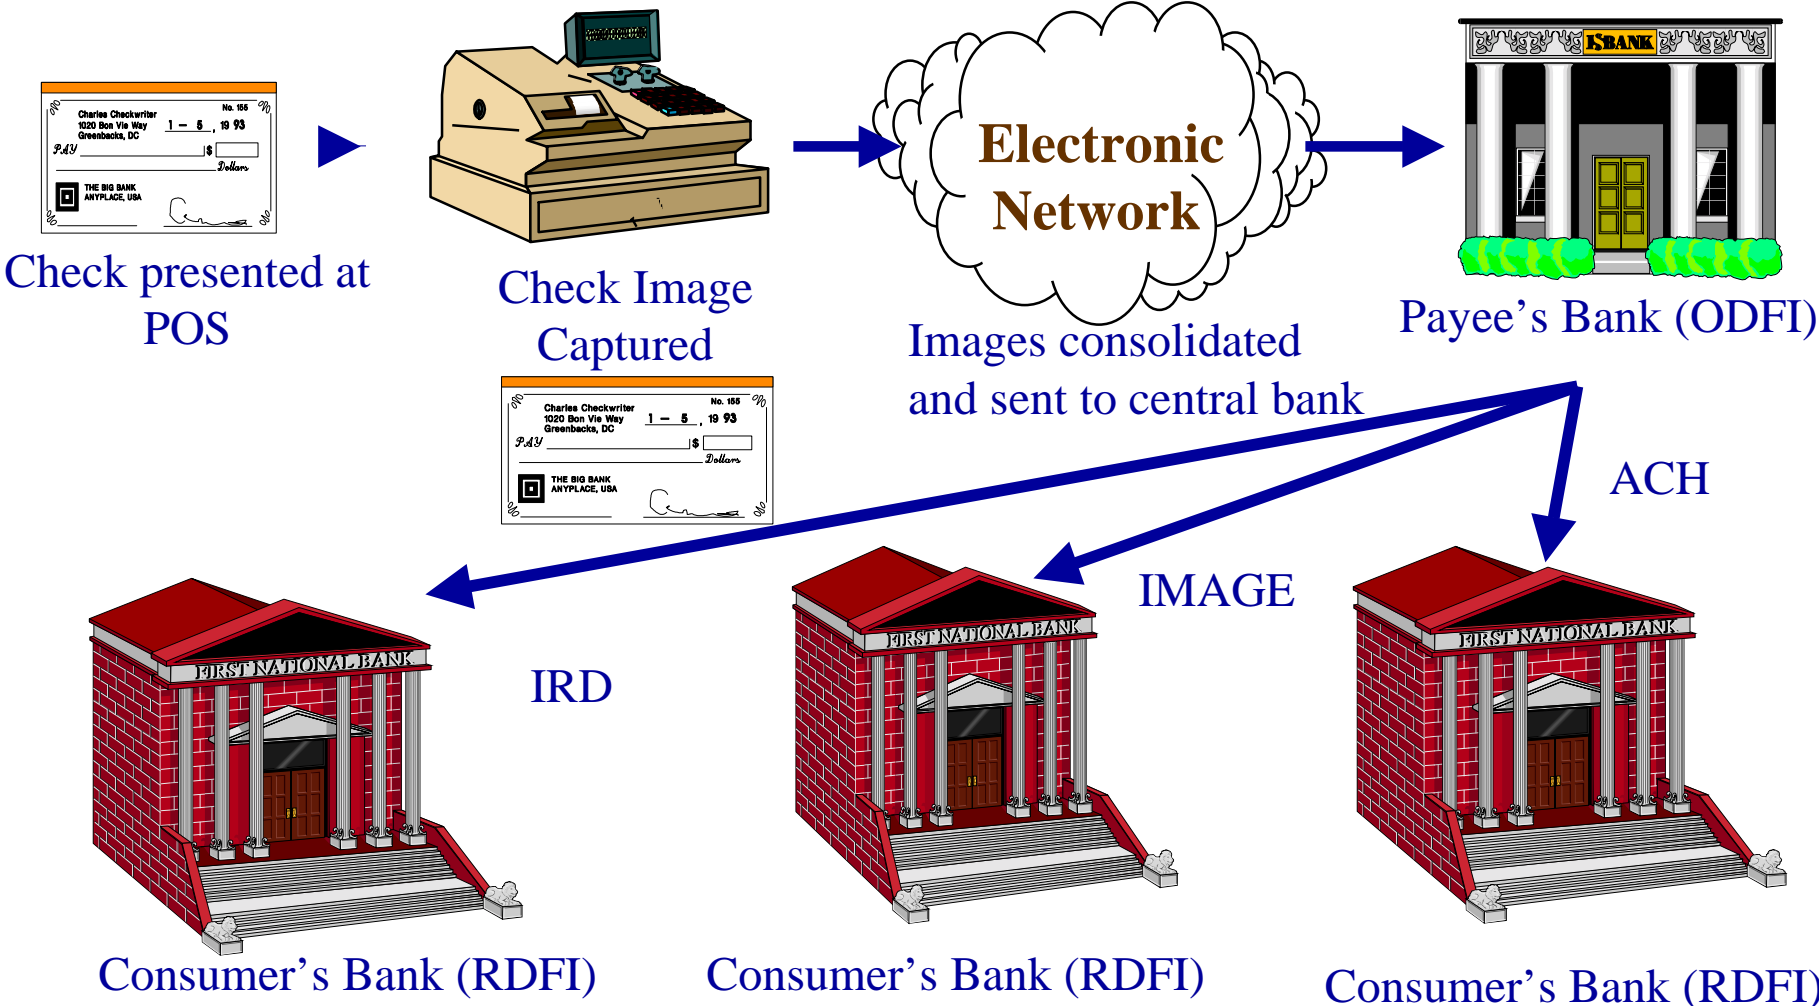 Charles Checkwriter
1020 Bon Vie Way
Greenbacks, DC
No. 155
1 – 5, 19 93
PAY $
Dollars
THE BIG BANK
ANYPLACE, USA
Check presented at
POS
Check Image
Captured
Charles Checkwriter
1020 Bon Vie Way
Greenbacks, DC
No. 155
1 – 5, 19 93
PAY $
Dollars
THE BIG BANK
ANYPLACE, USA
Electronic
Network
Images consolidated
and sent to central bank
BANK
Payee’s Bank (ODFI)
IRD
IMAGE
ACH
FIRST NATIONAL BANK
Consumer’s Bank (RDFI)
FIRST NATIONAL BANK
Consumer’s Bank (RDFI)
FIRST NATIONAL BANK
Consumer’s Bank (RDFI)